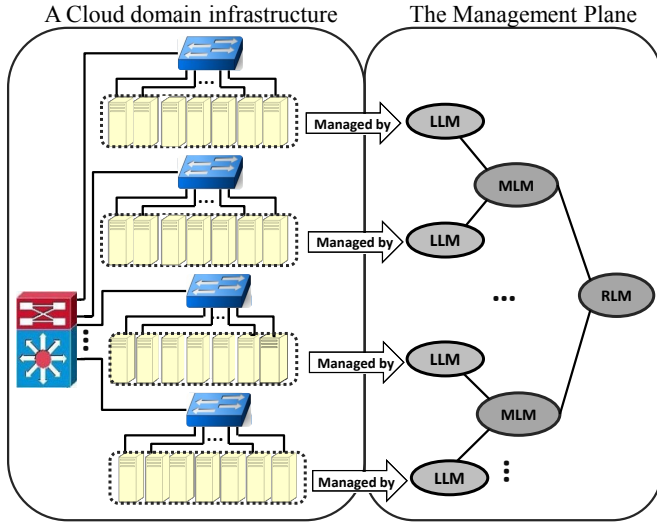 A Cloud domain infrastructure
The Management Plane
...
Managed by
LLM
MLM
...
Managed by
LLM
...
...
RLM
Managed by
LLM
MLM
...
Managed by
LLM